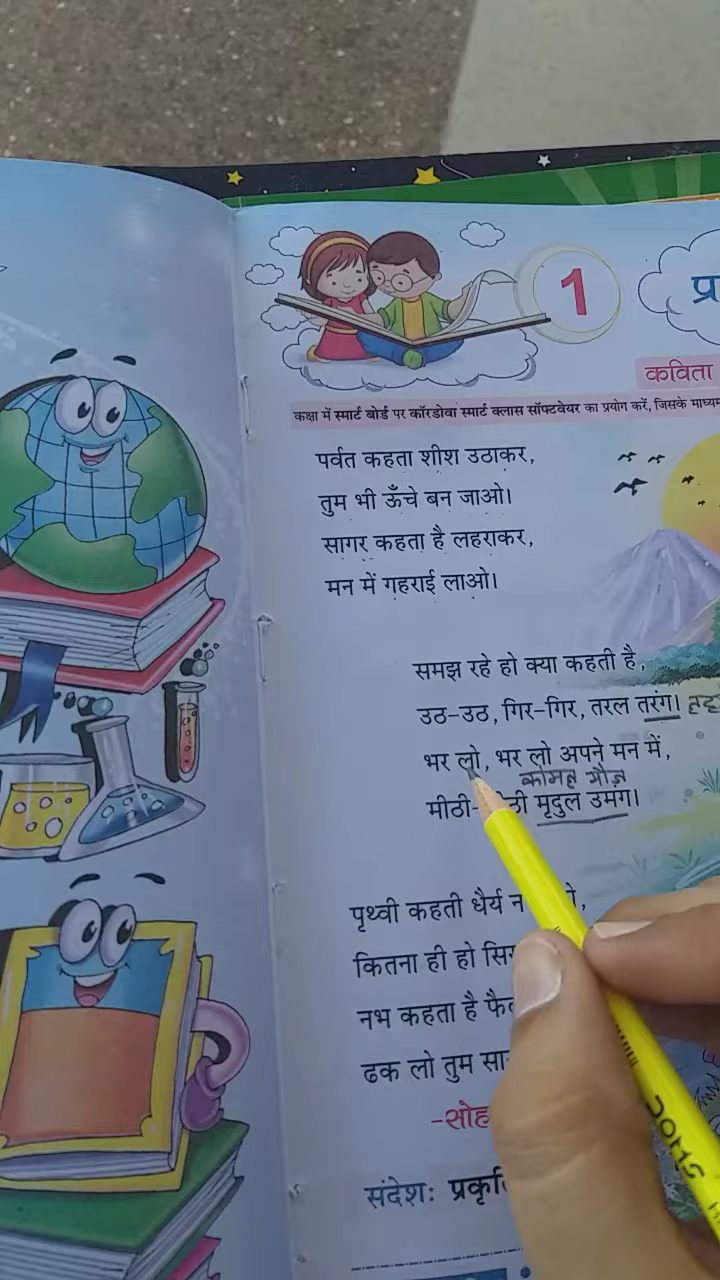 1
प्र
कविता
कक्षा में स्मार्ट बोर्ड पर कॉरडोवा स्मार्ट क्लास सॉफ्टवेयर का प्रयोग करें, जिसके माध्यम
पर्वत कहता शीश उठाकर,
तुम भी ऊँचे बन जाओ।
सागर कहता है लहराकर,
मन में गहराई लाओ।
समझ रहे हो क्या कहती है,
उठ-उठ, गिर-गिर, तरल तरंग।
भर लो, भर लो अपने मन में,
कोमल मौज
मीठी- ठी मृदुल उमंग।
पृथ्वी कहती धैर्य न
कितना ही हो सिर
नभ कहता है फैल
ढक लो तुम सा
-सोह
संदेश: प्रकृति
DOMS